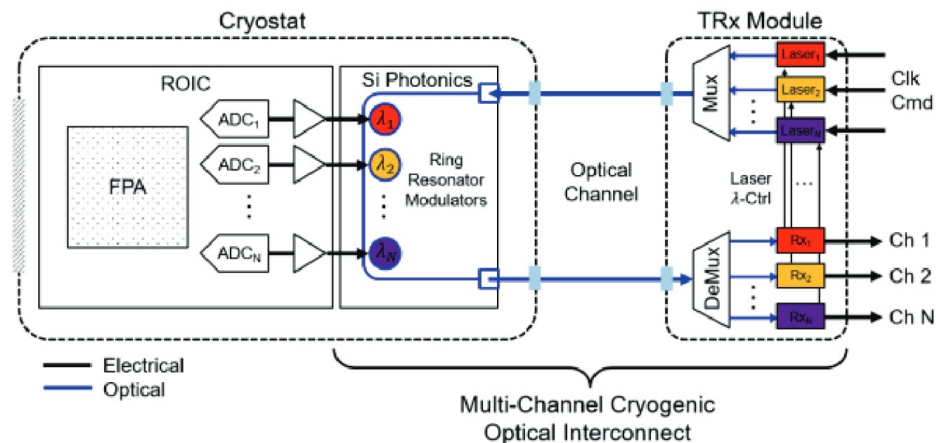 Cryostat
TRx Module
ROIC
Si Photonics
FPA
ADC1
ADC2
ADCN
λ1
λ2
λN
Ring
Resonator
Modulators
Optical
Channel
Mux
Laser1
Laser2
LaserN
Clk
Cmd
Laser
λ-Ctrl
DeMux
Rx1
Rx2
RxN
Ch 1
Ch 2
Ch N
Electrical
Optical
Multi-Channel Cryogenic
Optical Interconnect